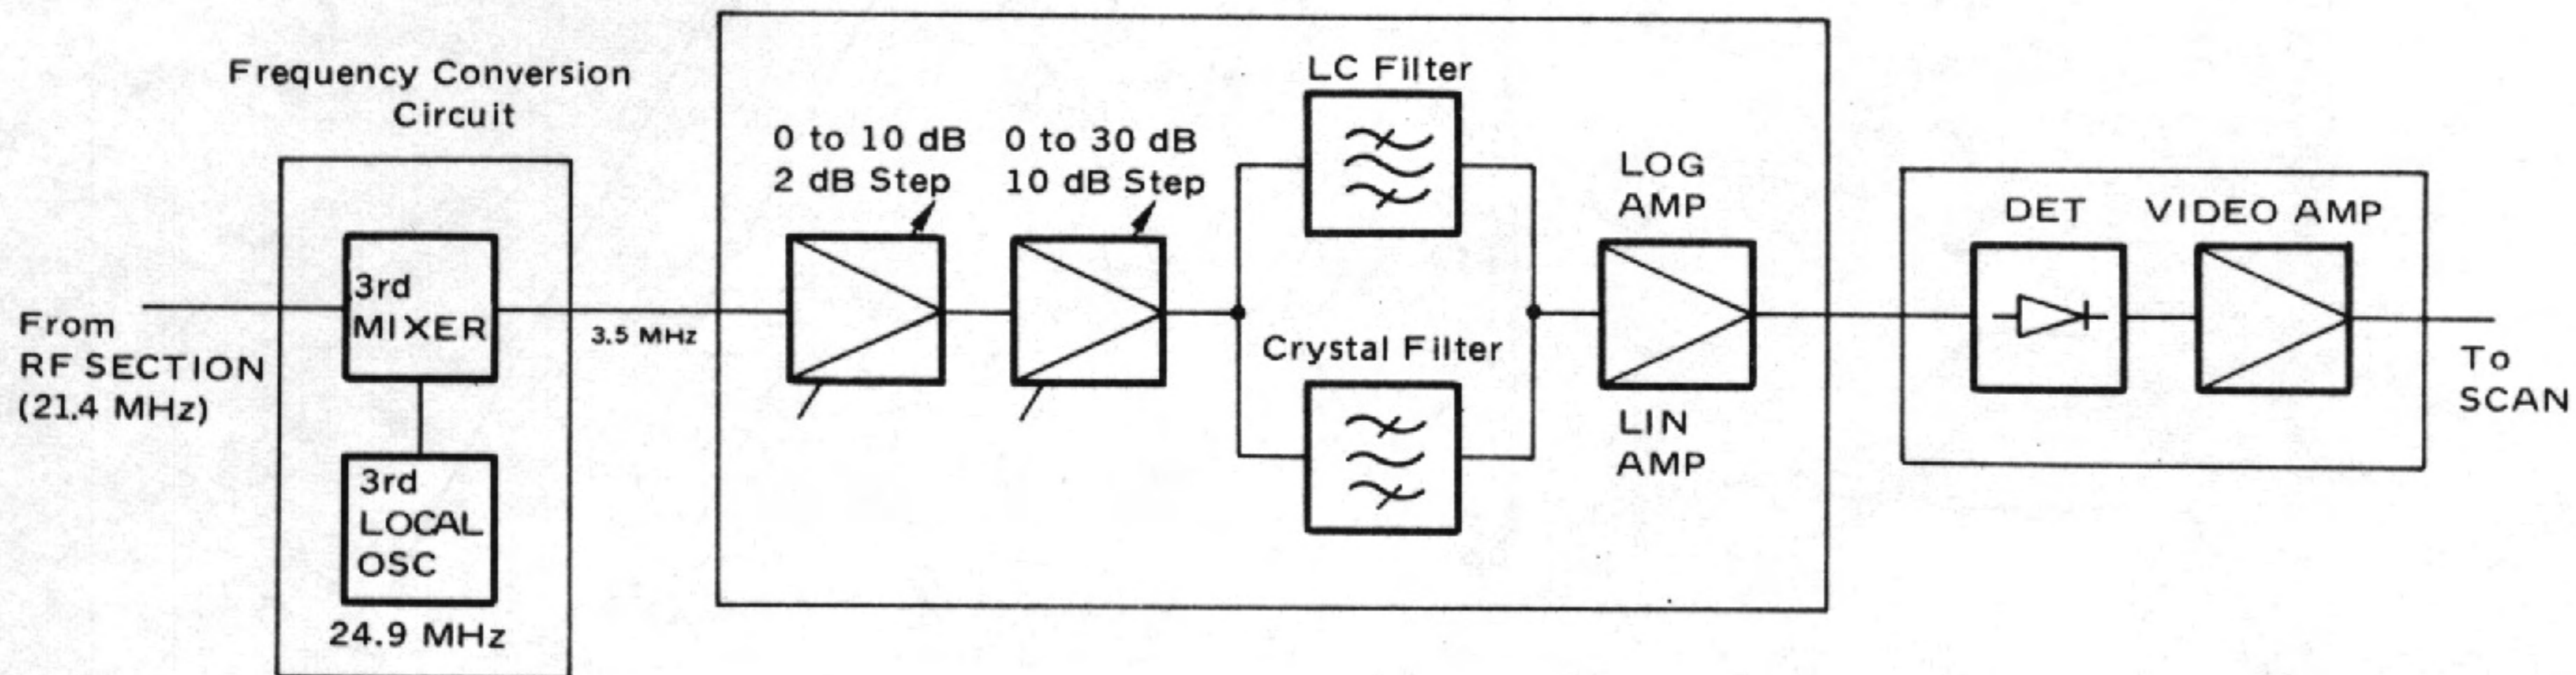 Frequency Conversion
Circuit
From
RF SECTION
(21.4 MHz)
3rd
MIXER
3rd
LOCAL
OSC
24.9 MHz
3.5 MHz
0 to 10 dB
2 dB Step
0 to 30 dB
10 dB Step
LC Filter
Crystal Filter
LOG
AMP
LIN
AMP
DET
VIDEO AMP
To
SCAN